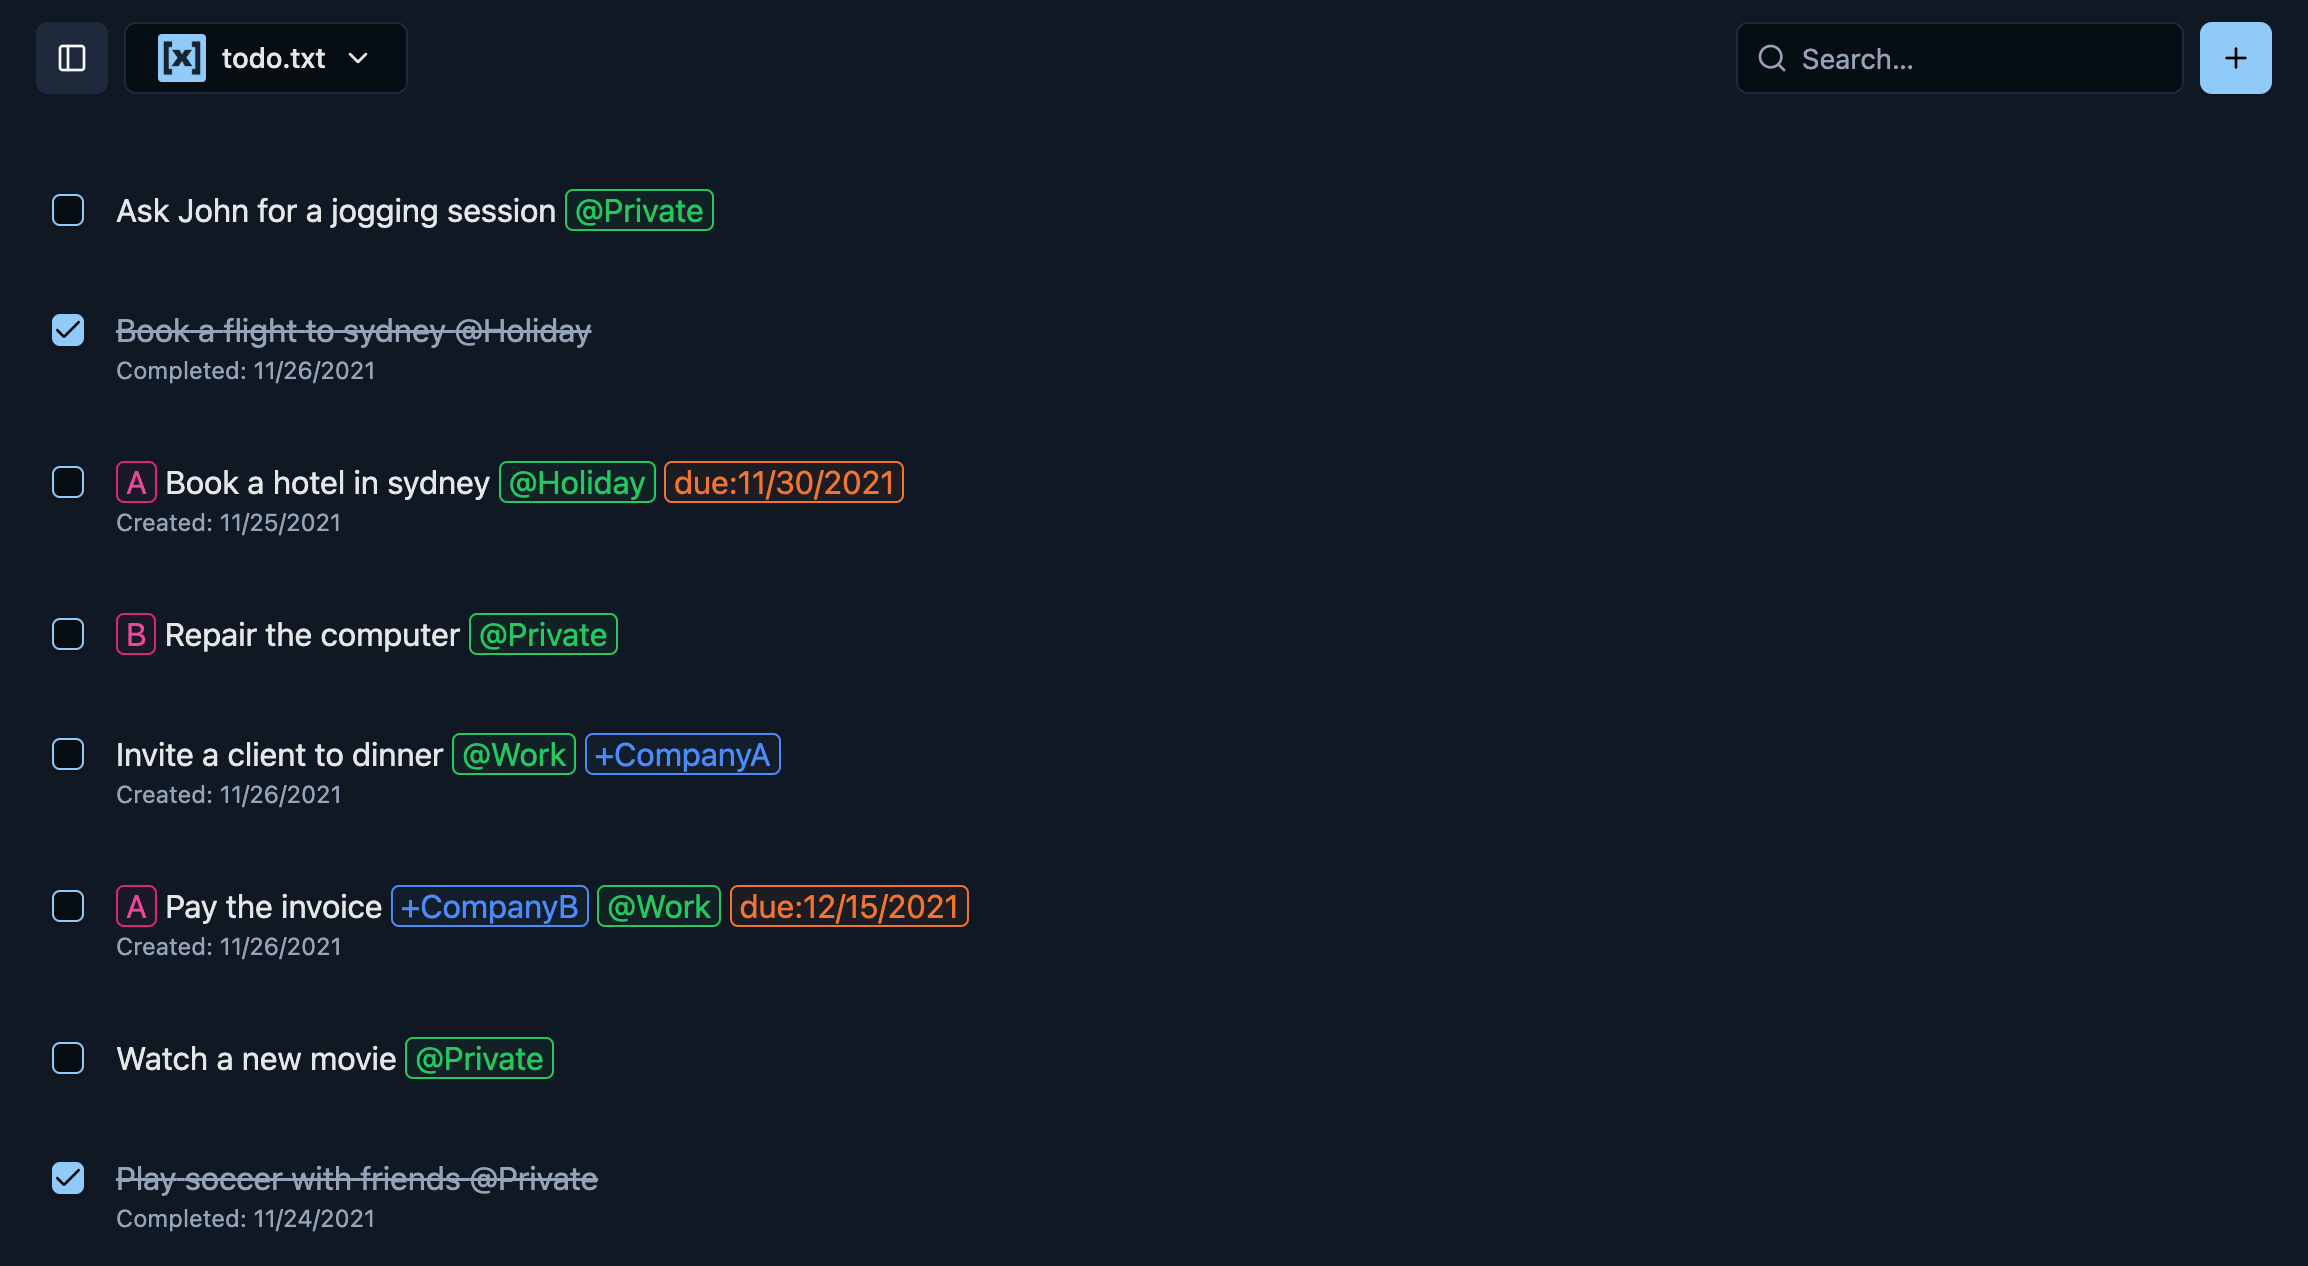 [x] todo.txt
Search...
+
Ask John for a jogging session @Private
Book a flight to sydney @Holiday
Completed: 11/26/2021
A Book a hotel in sydney @Holiday due:11/30/2021
Created: 11/25/2021
B Repair the computer @Private
Invite a client to dinner @Work +CompanyA
Created: 11/26/2021
A Pay the invoice +CompanyB @Work due:12/15/2021
Created: 11/26/2021
Watch a new movie @Private
Play soccer with friends @Private
Completed: 11/24/2021